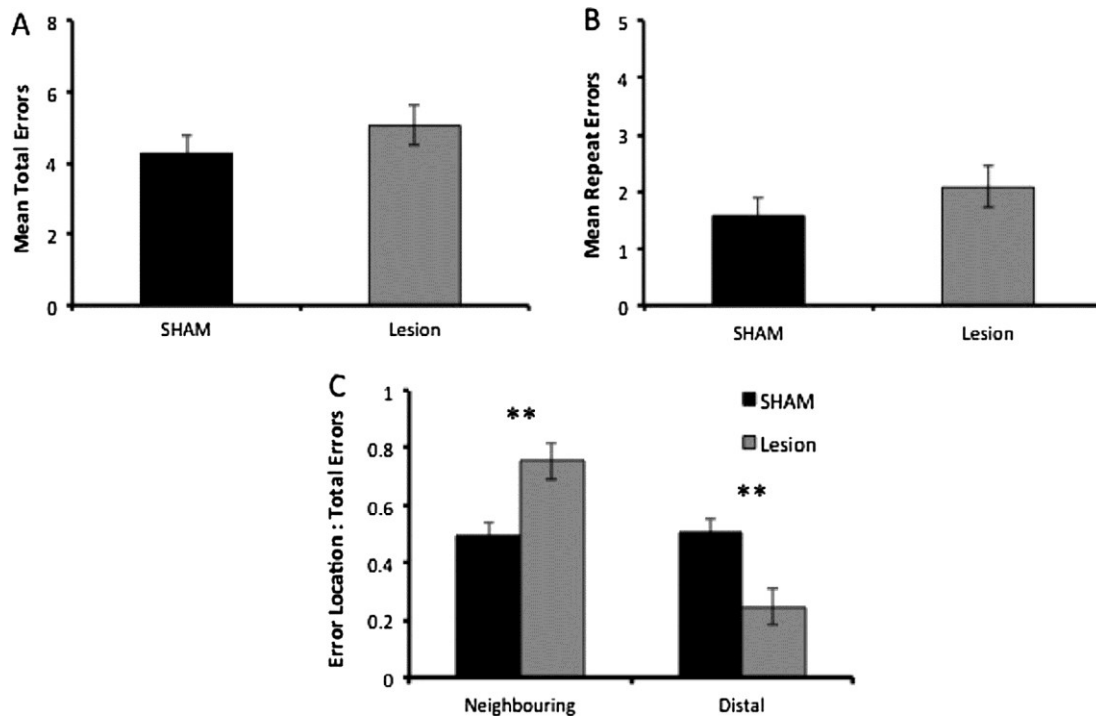 A
Mean Total Errors
8
6
4
2
0
SHAM Lesion
B
Mean Repeat Errors
5
4
3
2
1
0
SHAM Lesion
C
Error Location : Total Errors
1
0.8
0.6
0.4
0.2
0
**
**
SHAM
Lesion
Neighbouring Distal